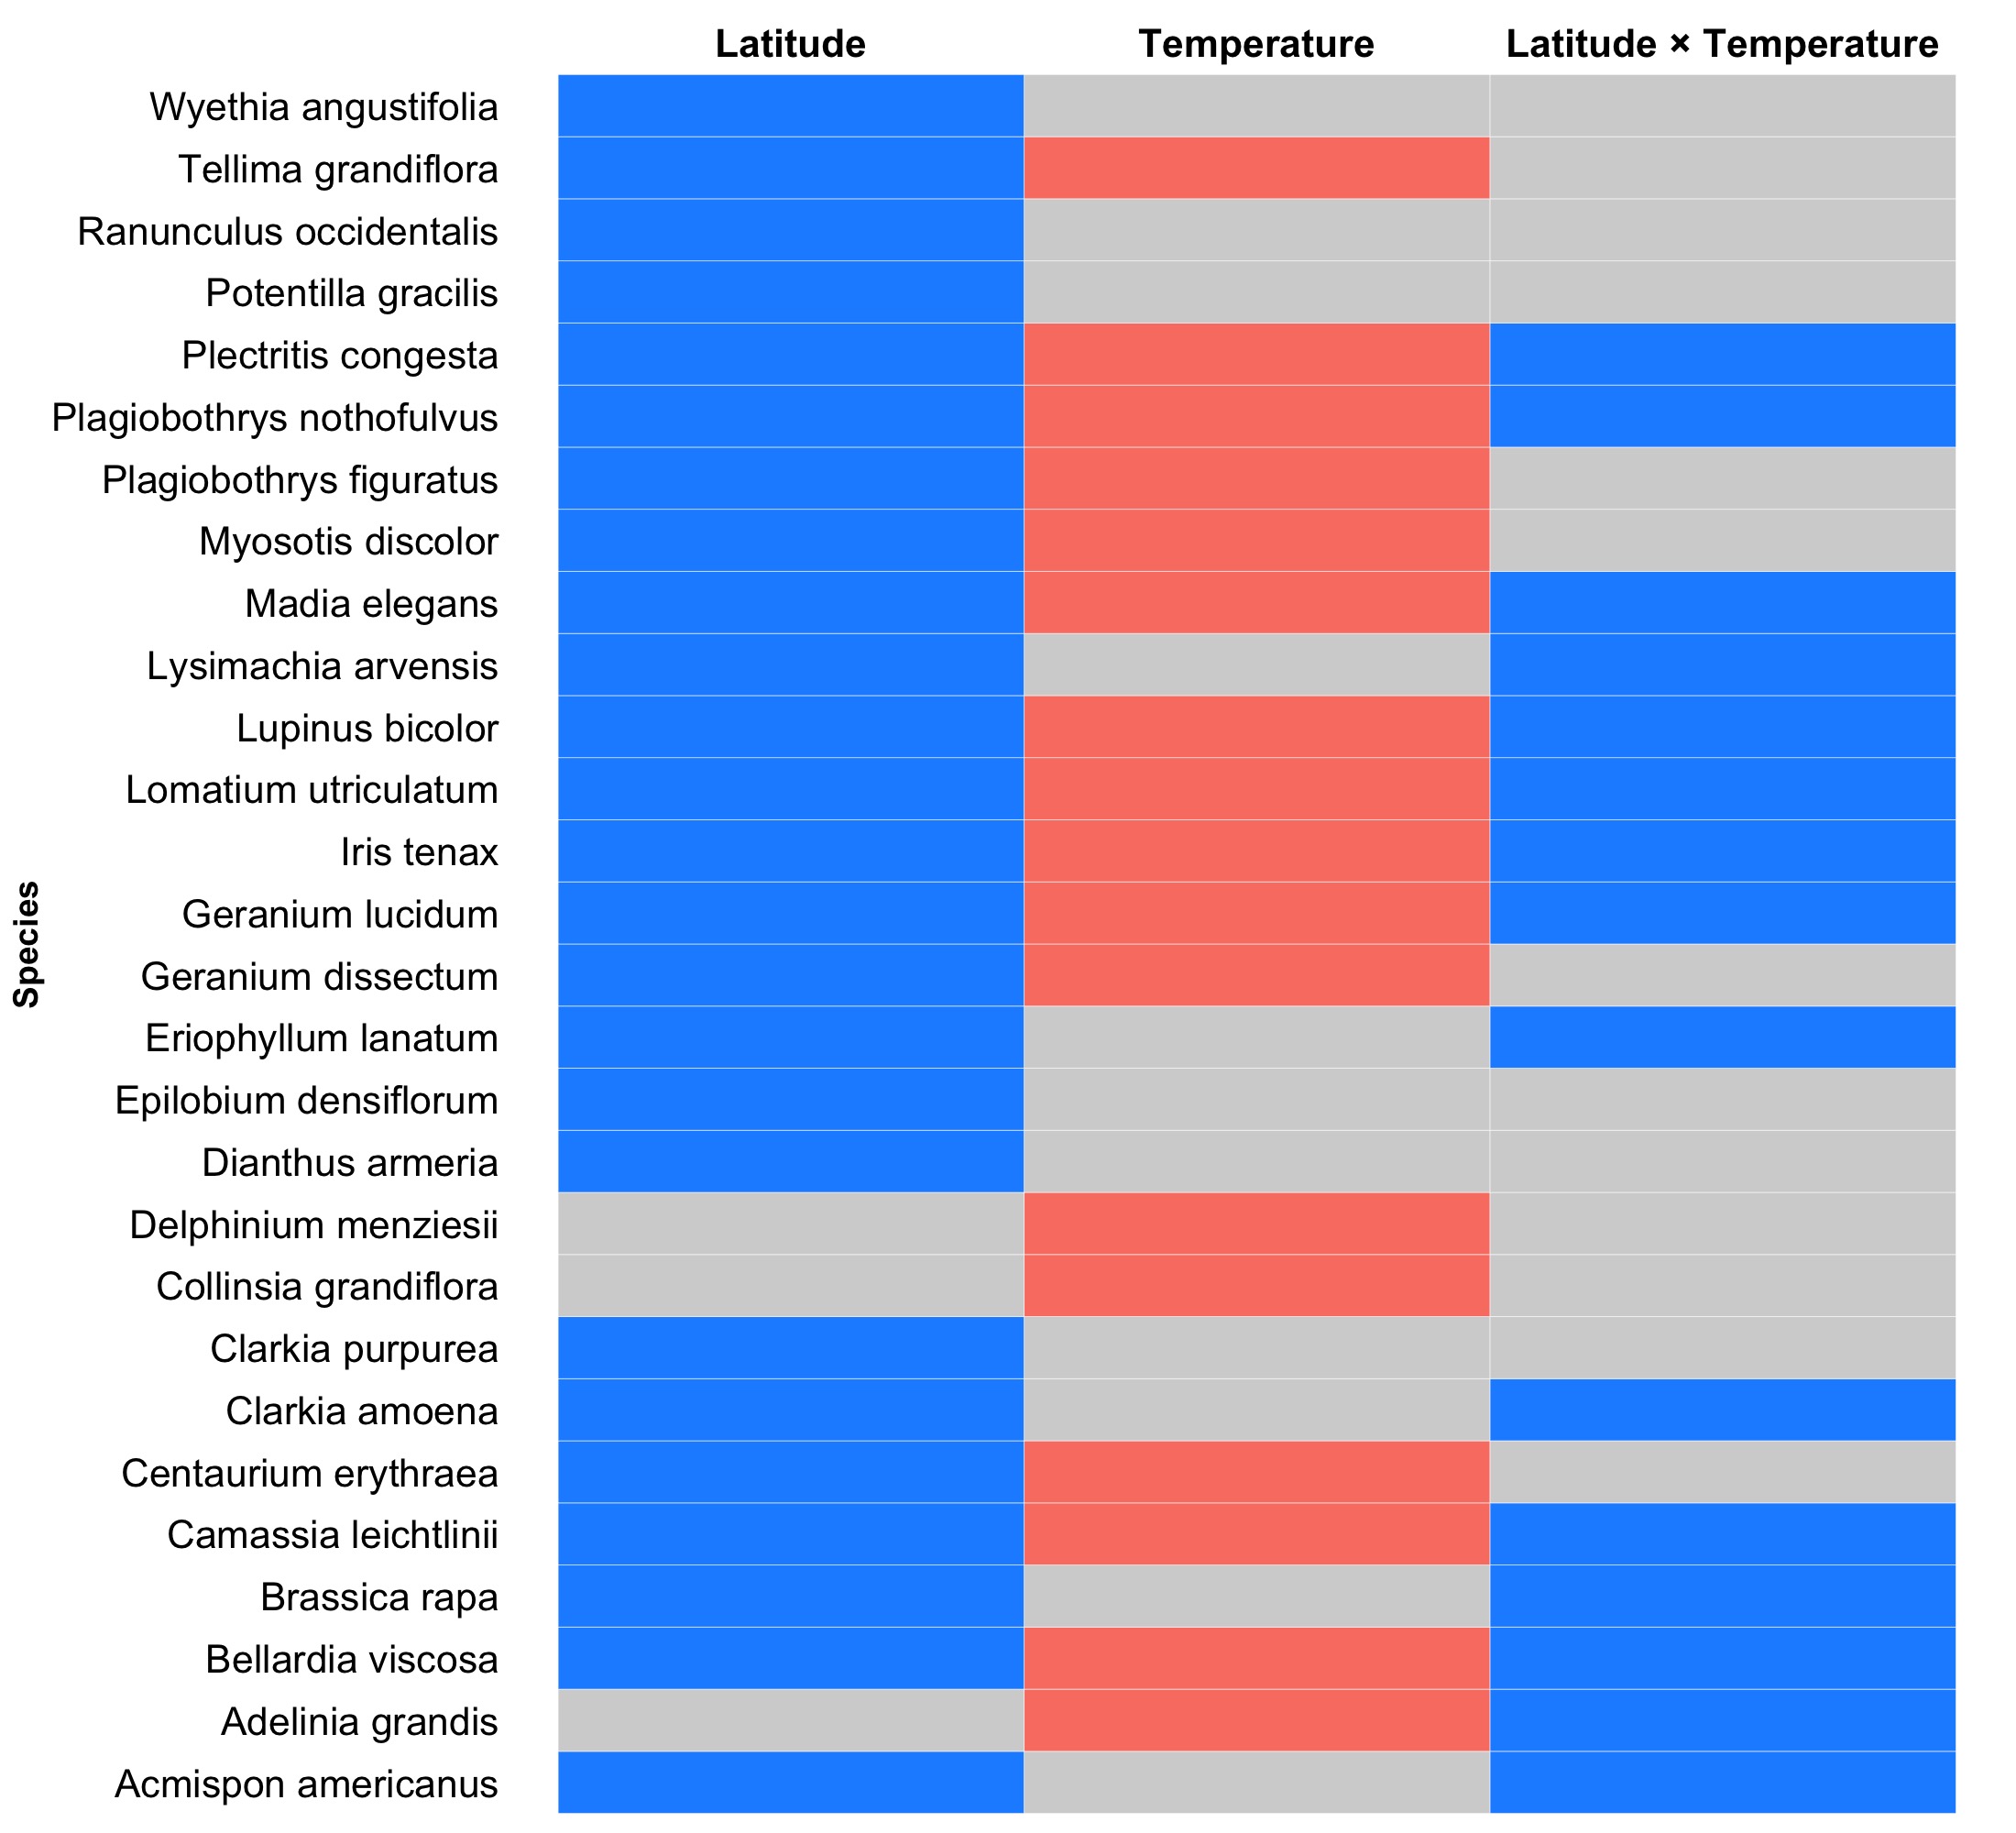 Latitude Temperature Latitude × Temperature
Wyethia angustifolia
Tellima grandiflora
Ranunculus occidentalis
Potentilla gracilis
Plectritis congesta
Plagiobothrys nothofulvus
Plagiobothrys figuratus
Myosotis discolor
Madia elegans
Lysimachia arvensis
Lupinus bicolor
Lomatium utriculatum
Iris tenax
Geranium lucidum
Geranium dissectum
Eriophyllum lanatum
Epilobium densiflorum
Dianthus armeria
Delphinium menziesii
Collinsia grandiflora
Clarkia purpurea
Clarkia amoena
Centaurium erythraea
Camassia leichtlinii
Brassica rapa
Bellardia viscosa
Adelinia grandis
Acmispon americanus
Species